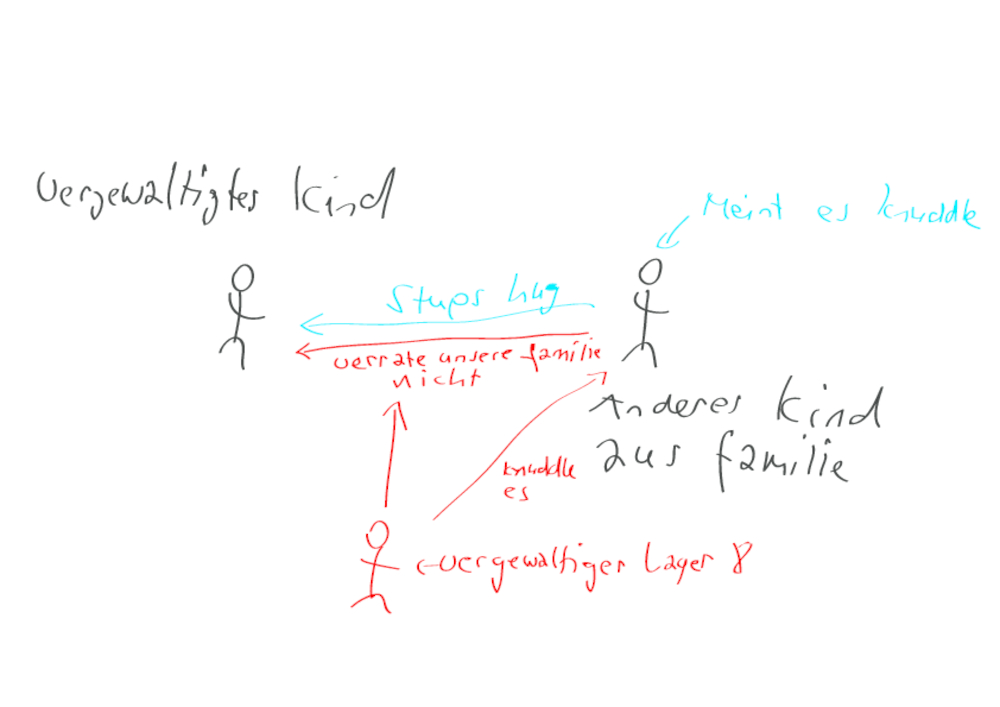 Vergewaltigtes Kind
Meint es knuddle
Stups hug
verrate unsere familie
nicht
Anderes Kind
aus familie
knuddle
es
vergewaltiger Layer 8